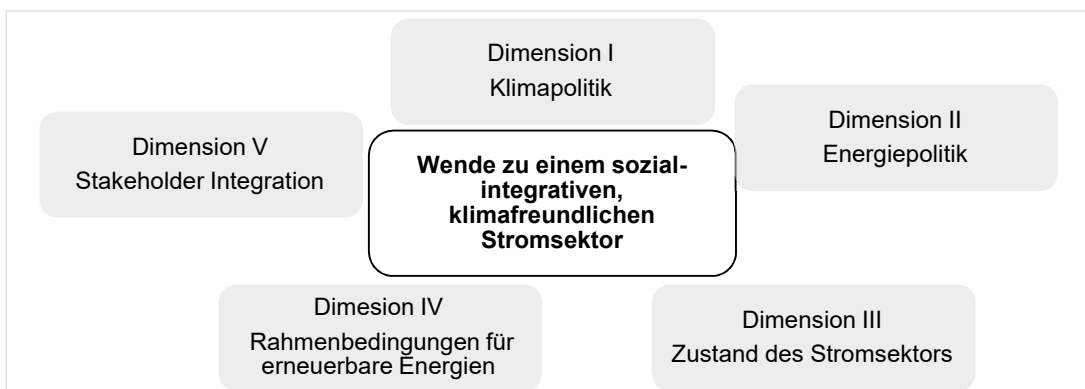 Dimension I
Klimapolitik
Dimension II
Energiepolitik
Dimension V
Stakeholder Integration
Wende zu einem sozial-
integrativen,
klimafreundlichen
Stromsektor
Dimesion IV
Rahmenbedingungen für
erneuerbare Energien
Dimension III
Zustand des Stromsektors